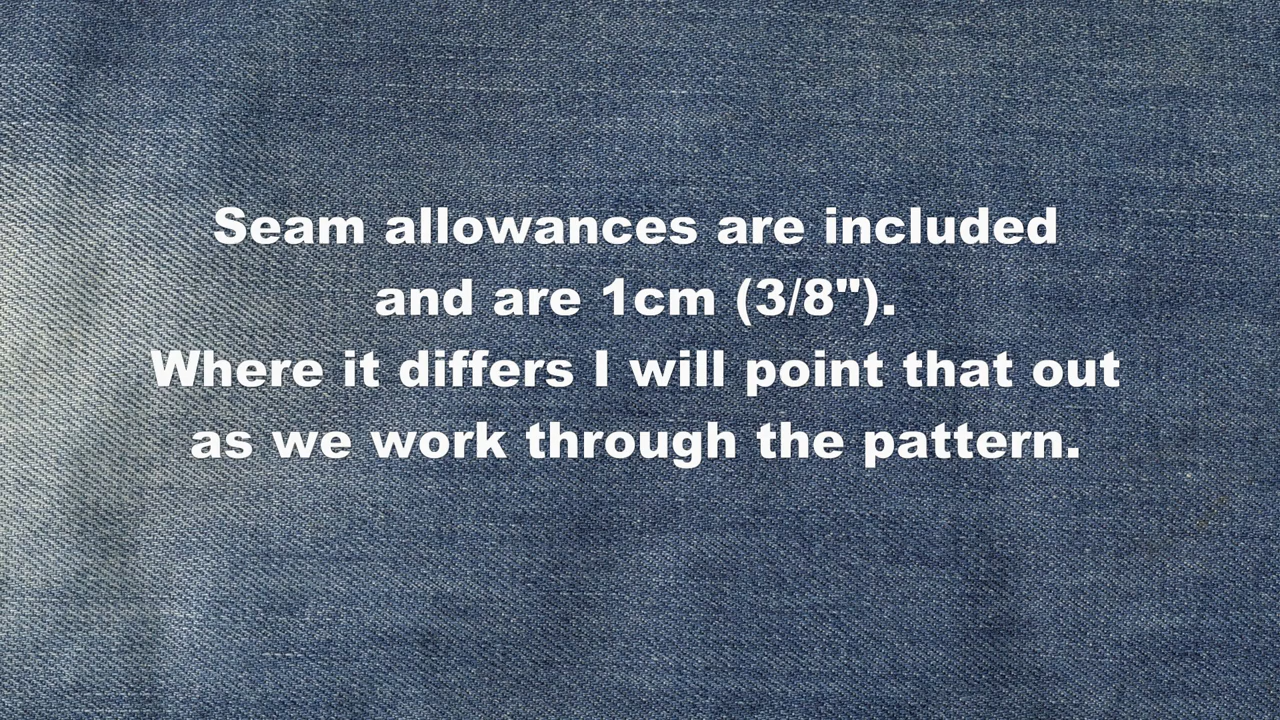 Seam allowances are included
and are 1cm (3/8").
Where it differs I will point that out
as we work through the pattern.